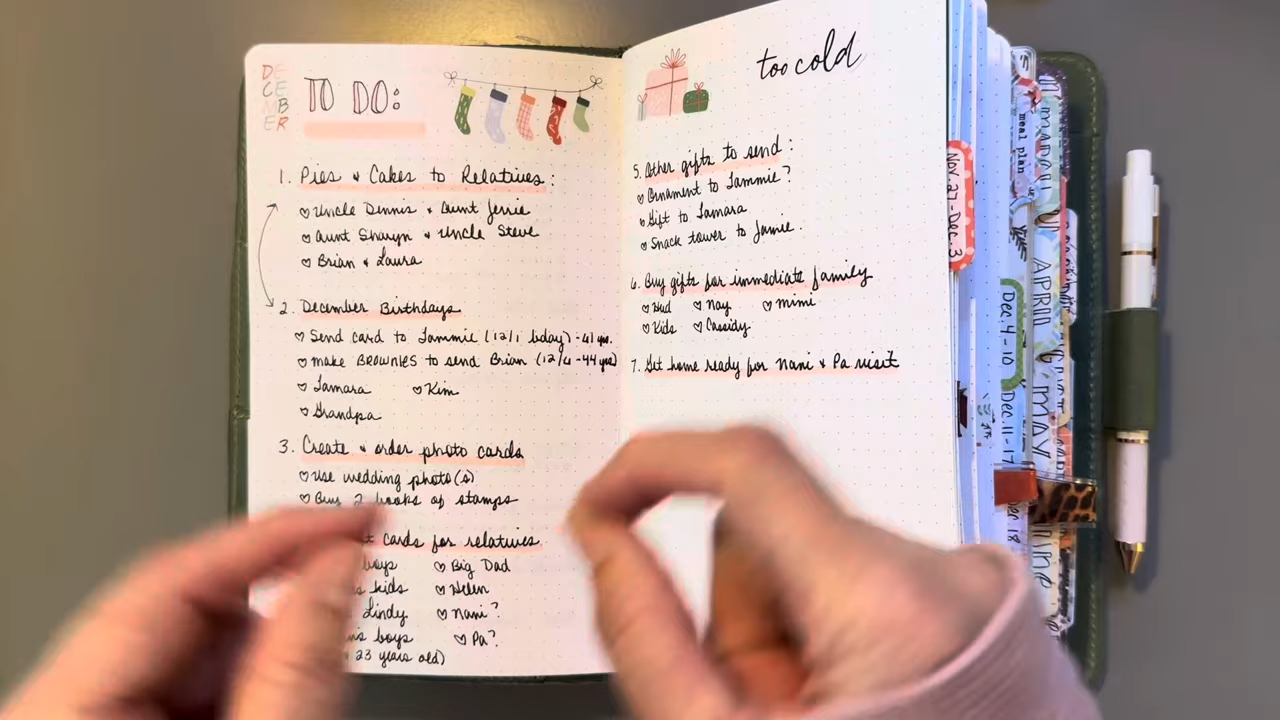 DECEMBER
TO DO:
1. Pies & Cakes to Relatives:
Uncle Dennis & Aunt Jerrie
Aunt Sharyn & Uncle Steve
Brian & Laura
2. December Birthdays
Send card to Tammie (12/1 bday) - 41 yrs.
make BROWNIES to send Brian (12/4 - 44 yrs)
Tamara Kim
Grandpa
3. Create & order photo cards
Use wedding photo(s)
Buy 2 books of stamps
cards for relatives
boys Big Dad
kids Helen
Lindy Nani?
boys Pa?
23 years old)
too cold
5. Other gifts to send:
Ornament to Tammie?
Gift to Tamara
Snack tower to Jamie.
6. Buy gifts for immediate family
Bud Nay mimi
Kids Cassidy
7. Get home ready for Nani & Pa visit
Nov. 27 - Dec. 3
Dec. 4 - 10
Dec. 11 - 17
Dec 18
meal plan
APRIL
MAY